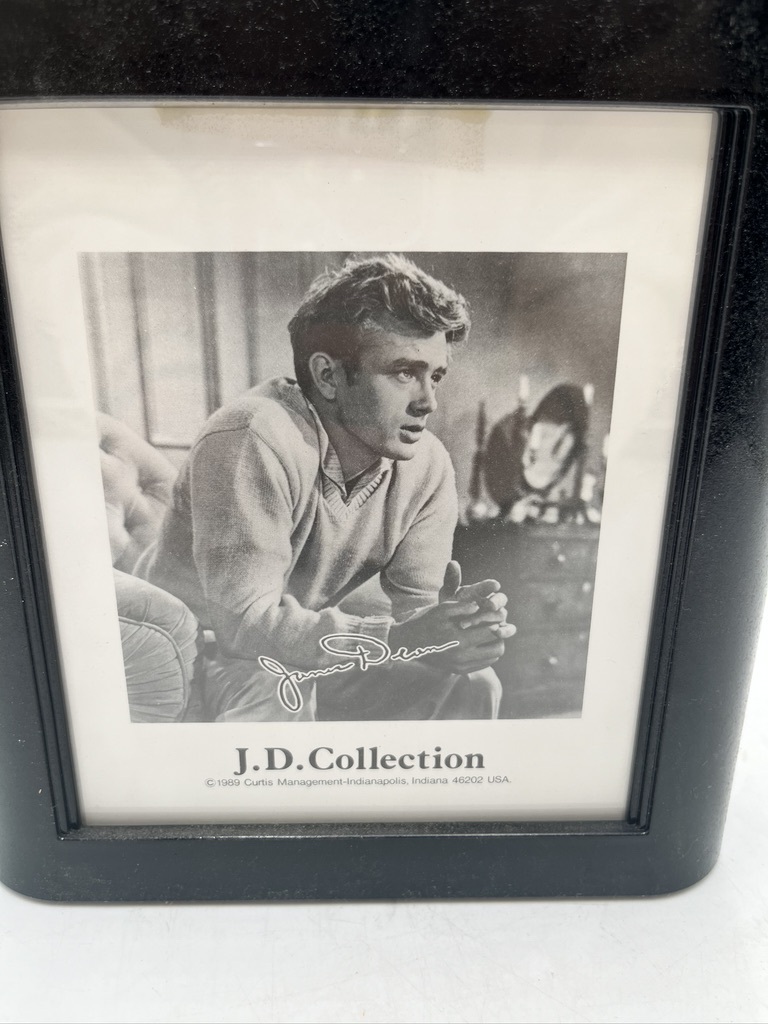 James Dean
J.D.Collection
©1989 Curtis Management-Indianapolis, Indiana 46202 USA.